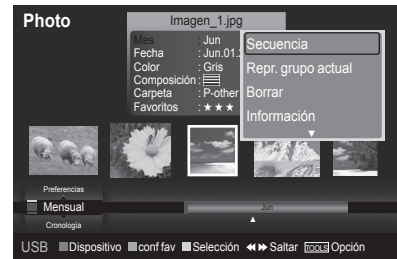 Photo
Imagen_1.jpg
Mes : Jun
Fecha : Jun.01.
Color : Gris
Composición :
Carpeta : P-other
Favoritos : ★★★
Secuencia
Repr. grupo actual
Borrar
Información
Preferencias
Mensual
Cronología
Jun
USB Dispositivo conf fav Selección Saltar TOOLS Opción